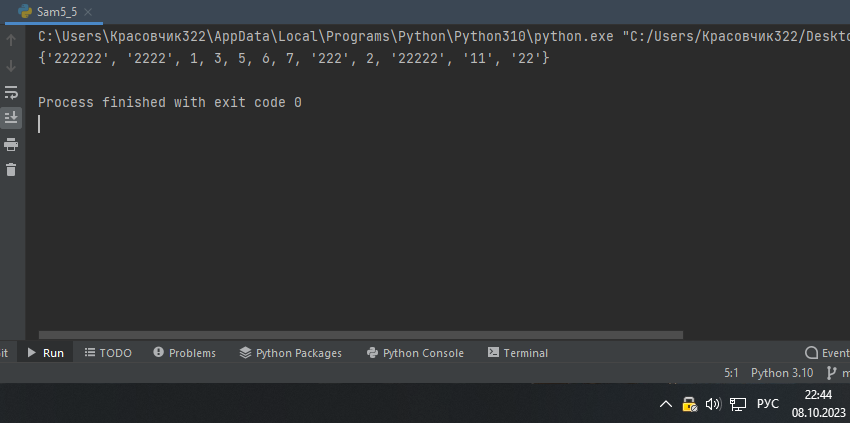 Sam5_5
C:\Users\Красовчик322\AppData\Local\Programs\Python\Python310\python.exe "C:/Users/Красовчик322/Deskto
{'222222', '2222', 1, 3, 5, 6, 7, '222', 2, '22222', '11', '22'}
Process finished with exit code 0
it Run TODO Problems Python Packages Python Console Terminal Event
5:1 Python 3.10 m
РУС 22:44
08.10.2023